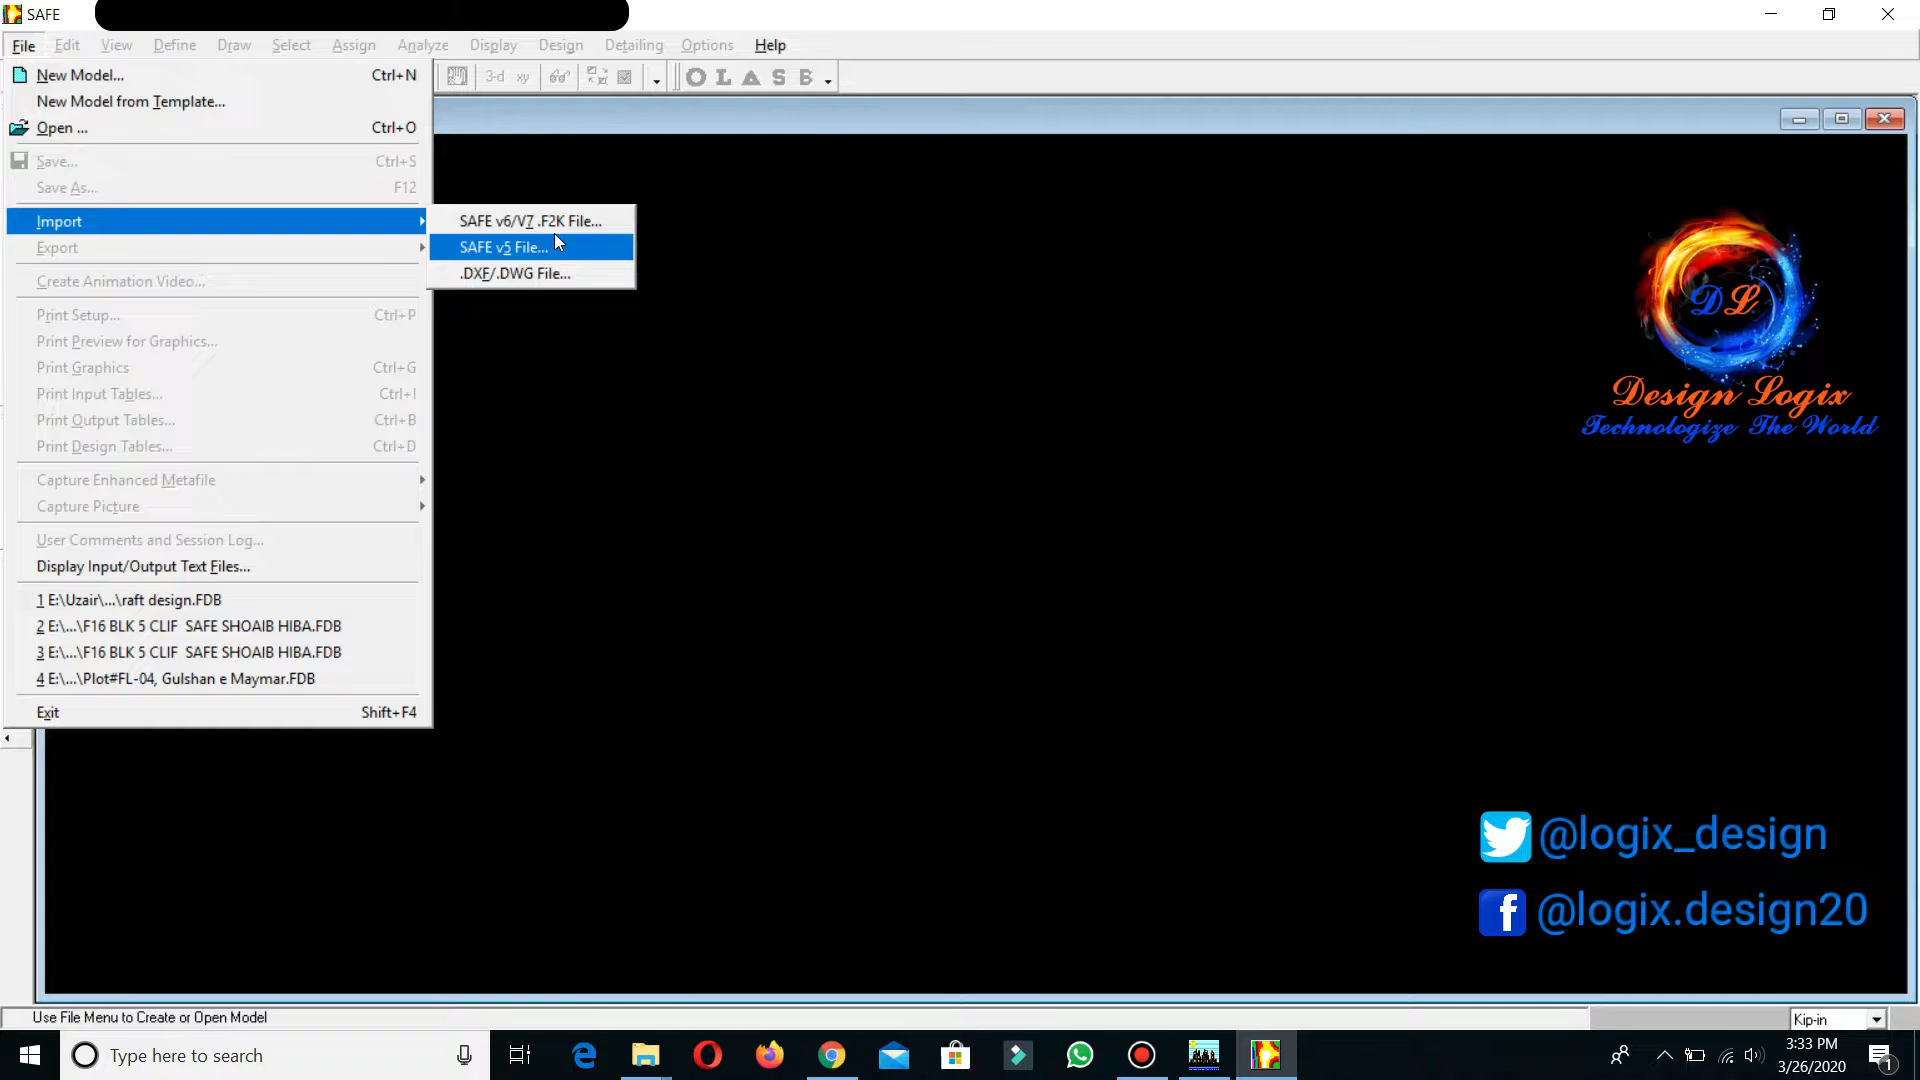 SAFE
File Edit View Define Draw Select Assign Analyze Display Design Detailing Options Help
New Model... Ctrl+N
New Model from Template...
Open ... Ctrl+O
3-d xy
O L A S B
Save... Ctrl+S
Save As... F12
Import
Export
SAFE v6/V7 .F2K File...
SAFE v5 File...
.DXF/.DWG File...
Create Animation Video...
Print Setup... Ctrl+P
Print Preview for Graphics...
Print Graphics Ctrl+G
Print Input Tables... Ctrl+I
Print Output Tables... Ctrl+B
Print Design Tables... Ctrl+D
Capture Enhanced Metafile
Capture Picture
User Comments and Session Log...
Display Input/Output Text Files...
1 E:\Uzair\...\raft design.FDB
2 E:\...\F16 BLK 5 CLIF SAFE SHOAIB HIBA.FDB
3 E:\...\F16 BLK 5 CLIF SAFE SHOAIB HIBA.FDB
4 E:\...\Plot#FL-04, Gulshan e Maymar.FDB
Exit Shift+F4
DL
Design Logix
Technologize The World
@logix_design
f @logix.design20
Use File Menu to Create or Open Model
Kip-in
Type here to search
3:33 PM
3/26/2020
1